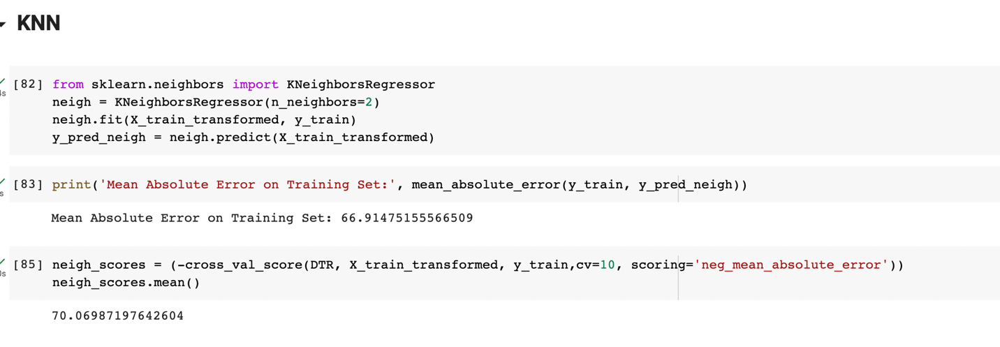 KNN
[82] from sklearn.neighbors import KNeighborsRegressor
neigh = KNeighborsRegressor(n_neighbors=2)
neigh.fit(X_train_transformed, y_train)
y_pred_neigh = neigh.predict(X_train_transformed)
[83] print('Mean Absolute Error on Training Set:', mean_absolute_error(y_train, y_pred_neigh))
Mean Absolute Error on Training Set: 66.91475155566509
[85] neigh_scores = (-cross_val_score(DTR, X_train_transformed, y_train,cv=10, scoring='neg_mean_absolute_error'))
neigh_scores.mean()
70.06987197642604